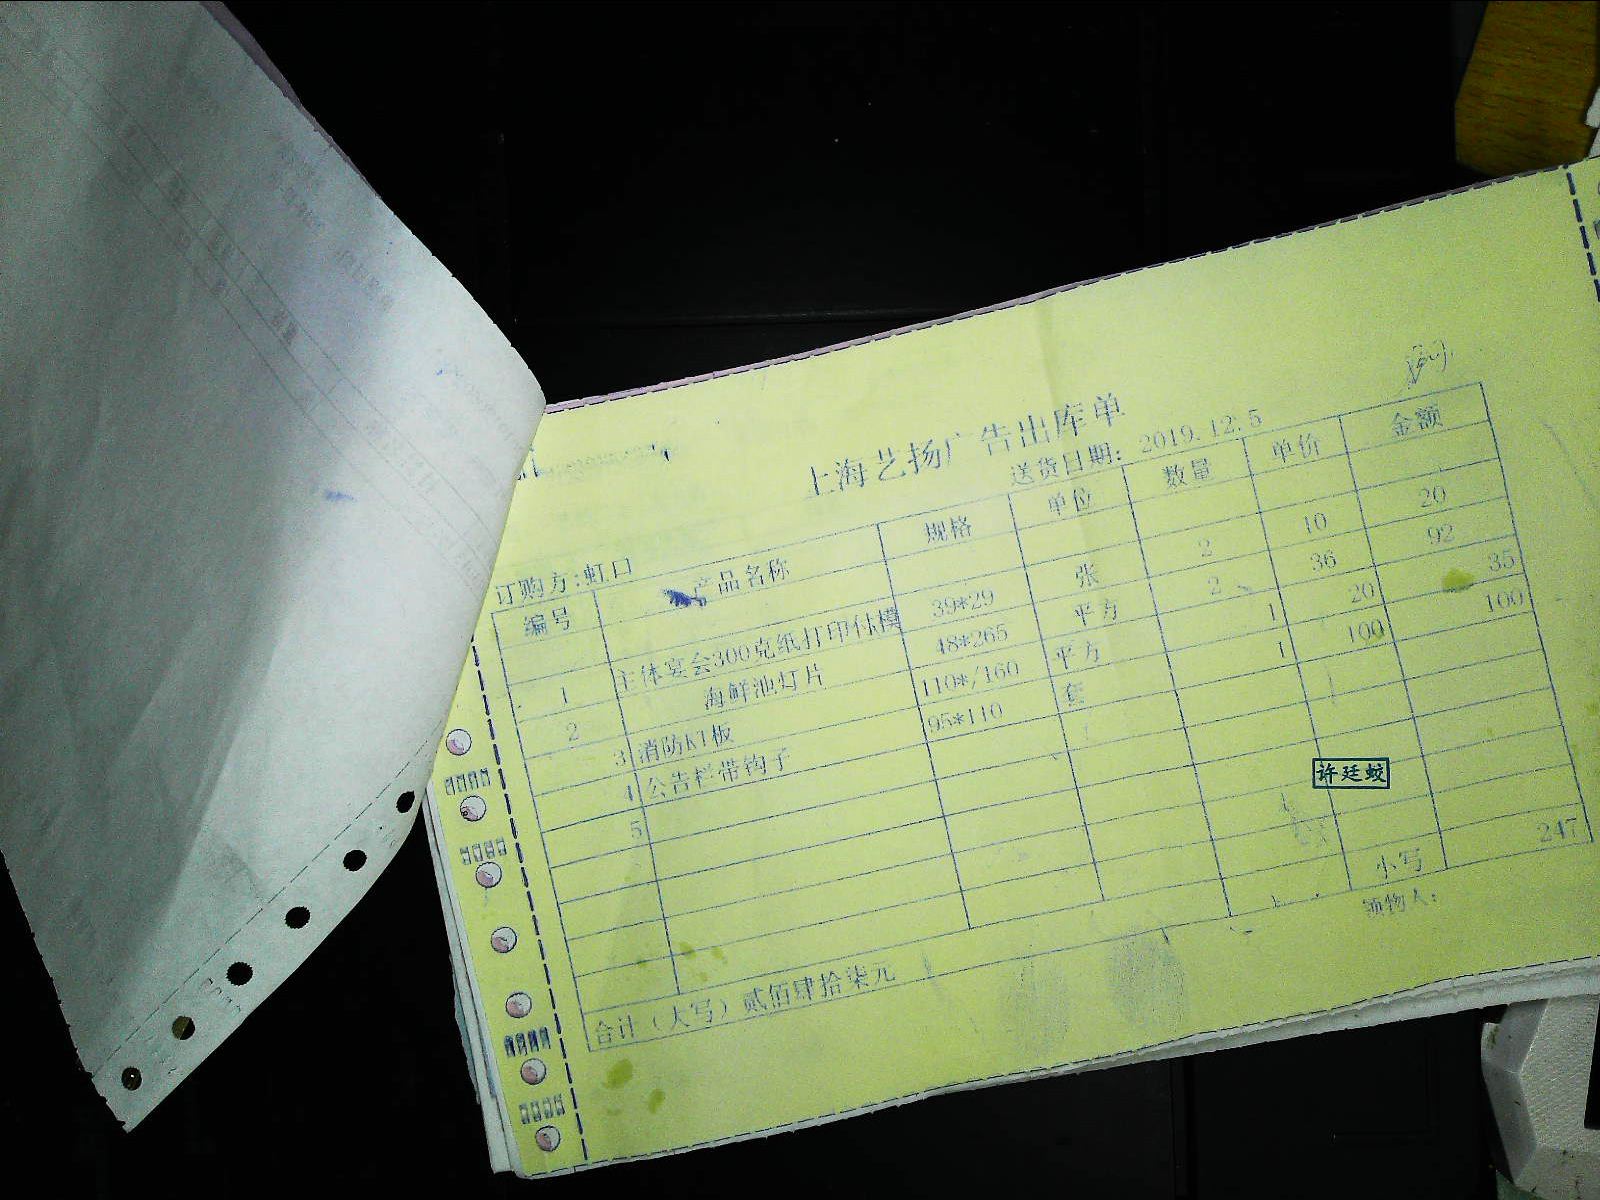 上海艺扬广告出库单
订购方:虹口 送货日期: 2019.12.5
编号 产品名称 规格 单位 数量 单价 金额
1 主体宴会300克纸打印付模 39*29 张 2 10 20
2 海鲜池灯片 48*265 平方 2 36 92
3 消防KT板 110*/160 平方 1 20 35
4 公告栏带钩子 95*110 套 1 100 100
5
许廷蛟
合计（大写）贰佰肆拾柒元 小写 247
领物人: